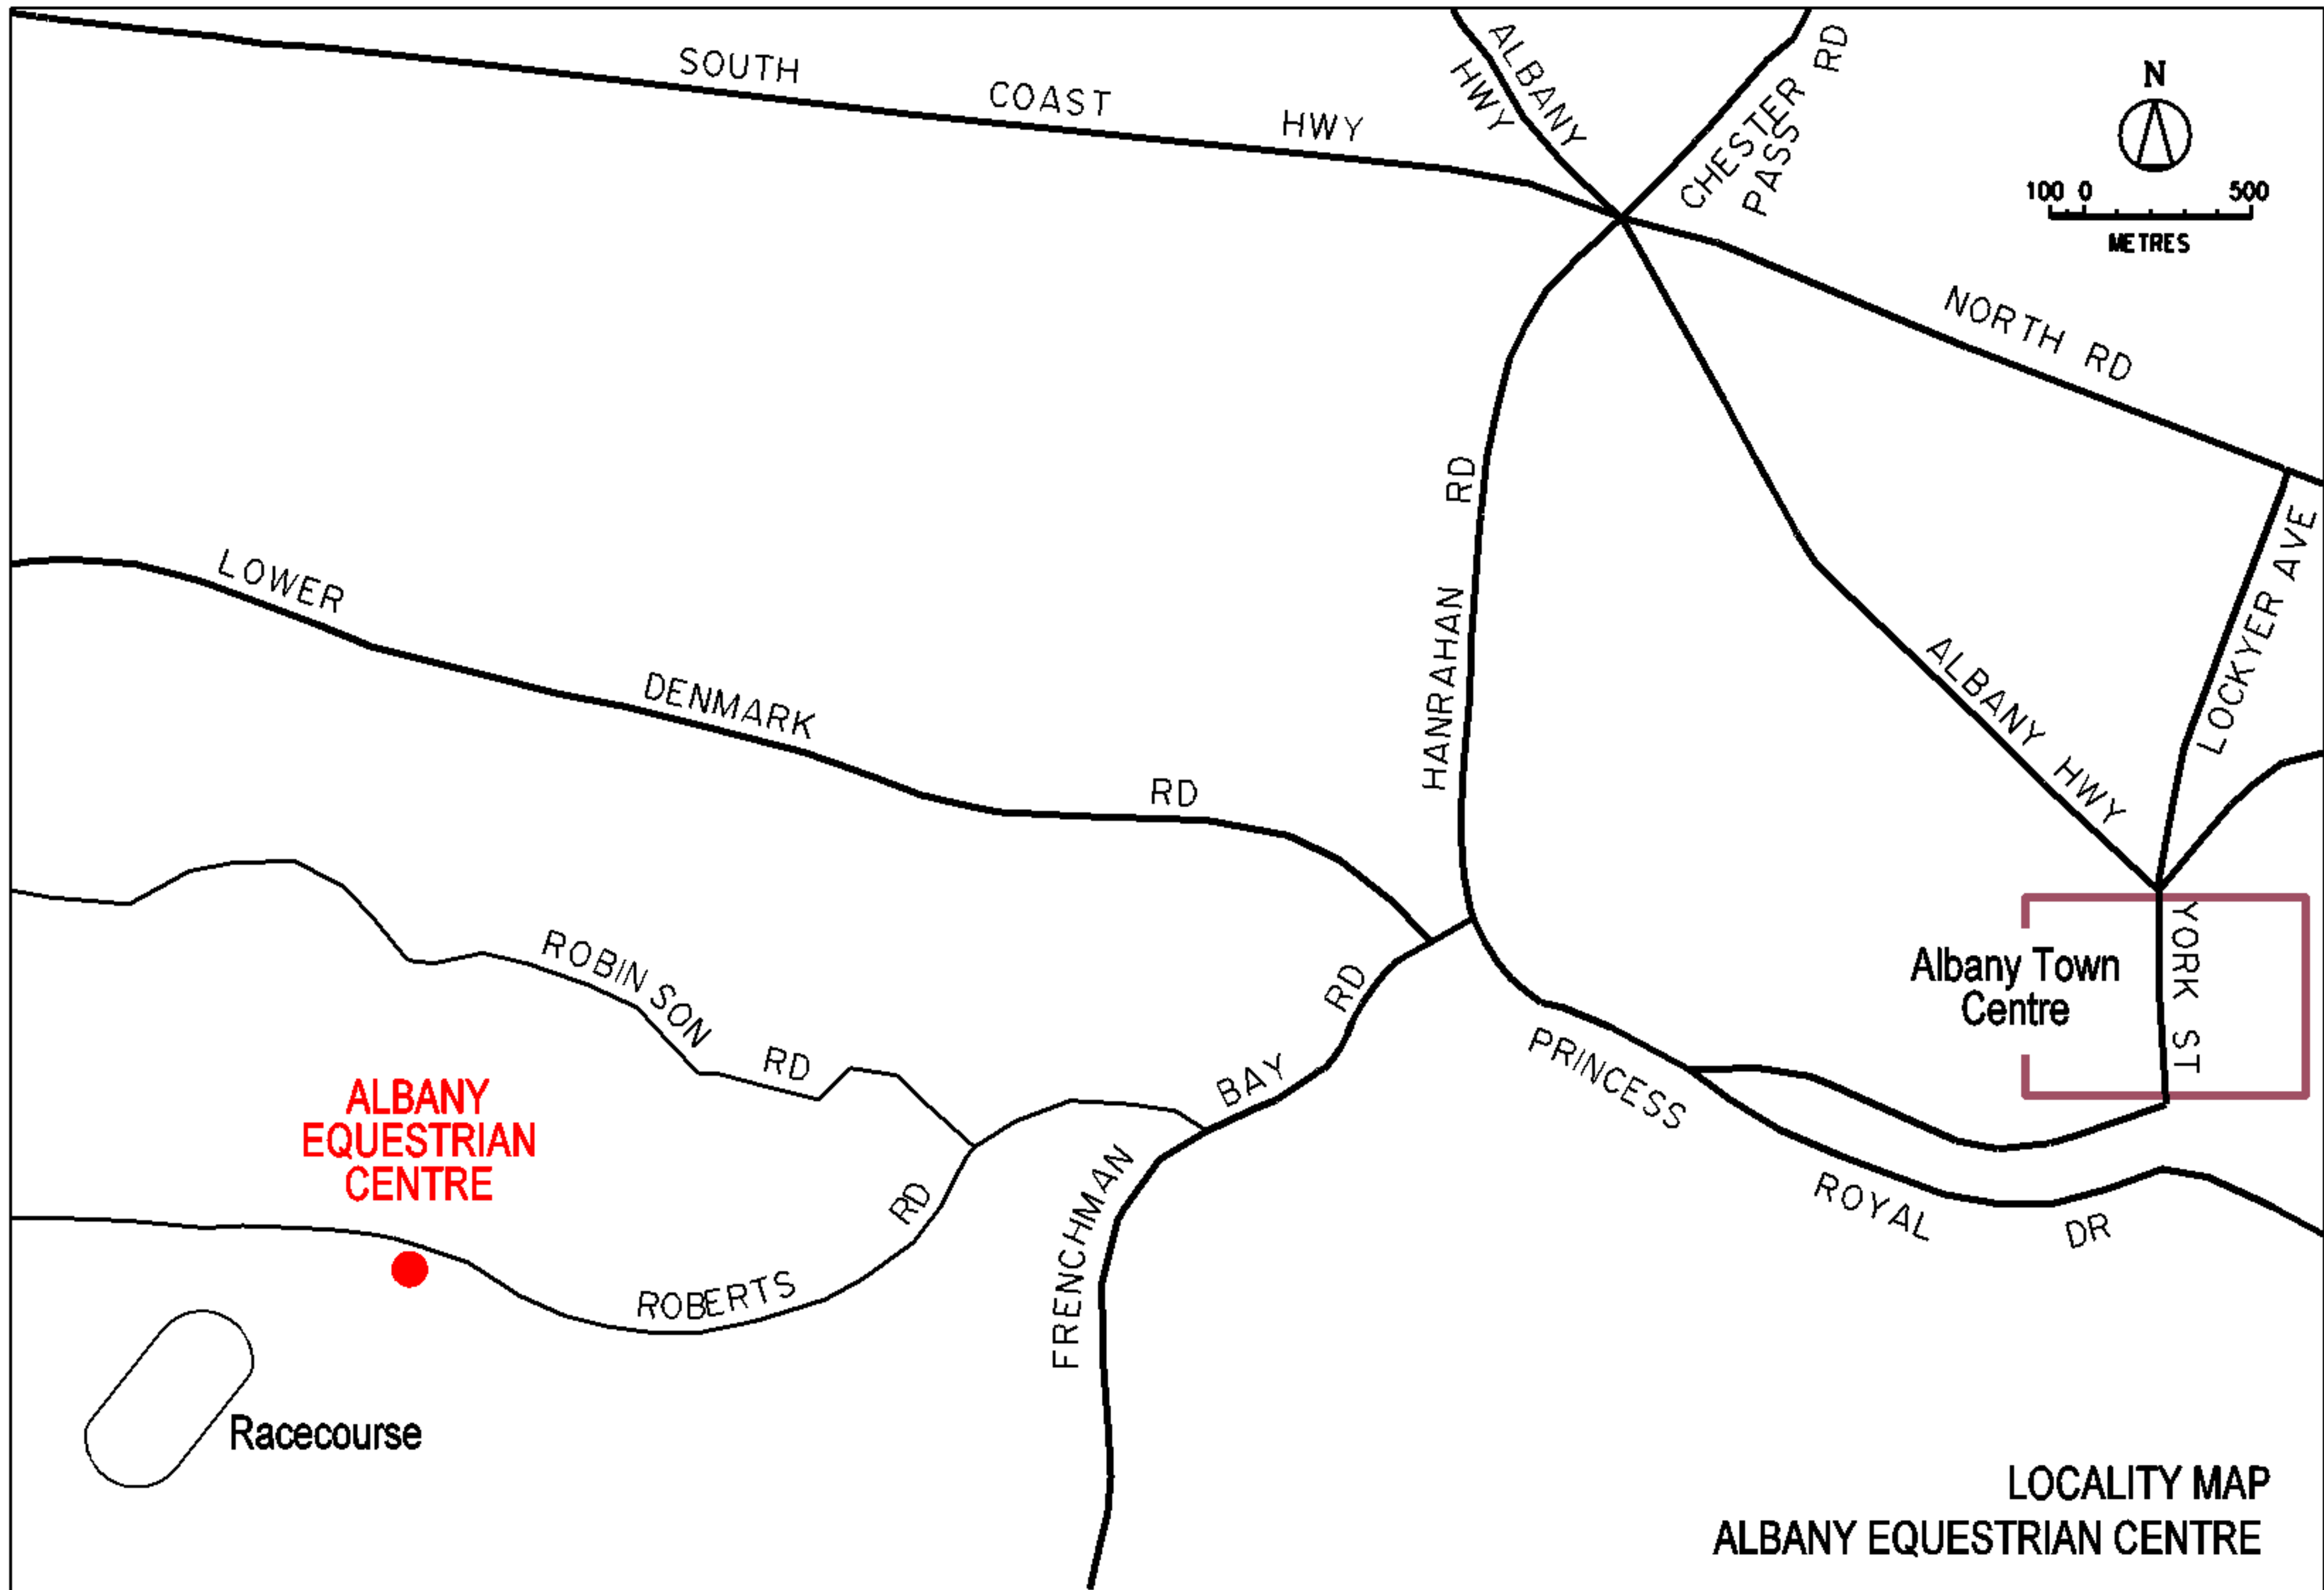 SOUTH COAST HWY
ALBANY
HWY
CHESTER RD
PASS
N
100 0 500
METRES
NORTH RD
LOCKYER AVE
HANRAHAN RD
ALBANY HWY
LOWER DENMARK RD
YORK ST
Albany Town
Centre
ROBINSON RD
FRENCHMAN BAY RD
PRINCESS ROYAL DR
ALBANY
EQUESTRIAN
CENTRE
ROBERTS RD
Racecourse
LOCALITY MAP
ALBANY EQUESTRIAN CENTRE